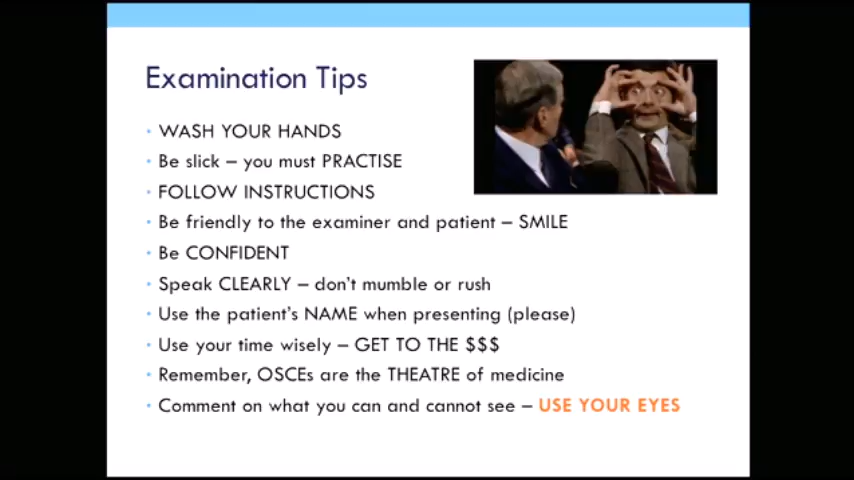 Examination Tips
WASH YOUR HANDS
Be slick – you must PRACTISE
FOLLOW INSTRUCTIONS
Be friendly to the examiner and patient – SMILE
Be CONFIDENT
Speak CLEARLY – don't mumble or rush
Use the patient's NAME when presenting (please)
Use your time wisely – GET TO THE $$$
Remember, OSCEs are the THEATRE of medicine
Comment on what you can and cannot see – USE YOUR EYES